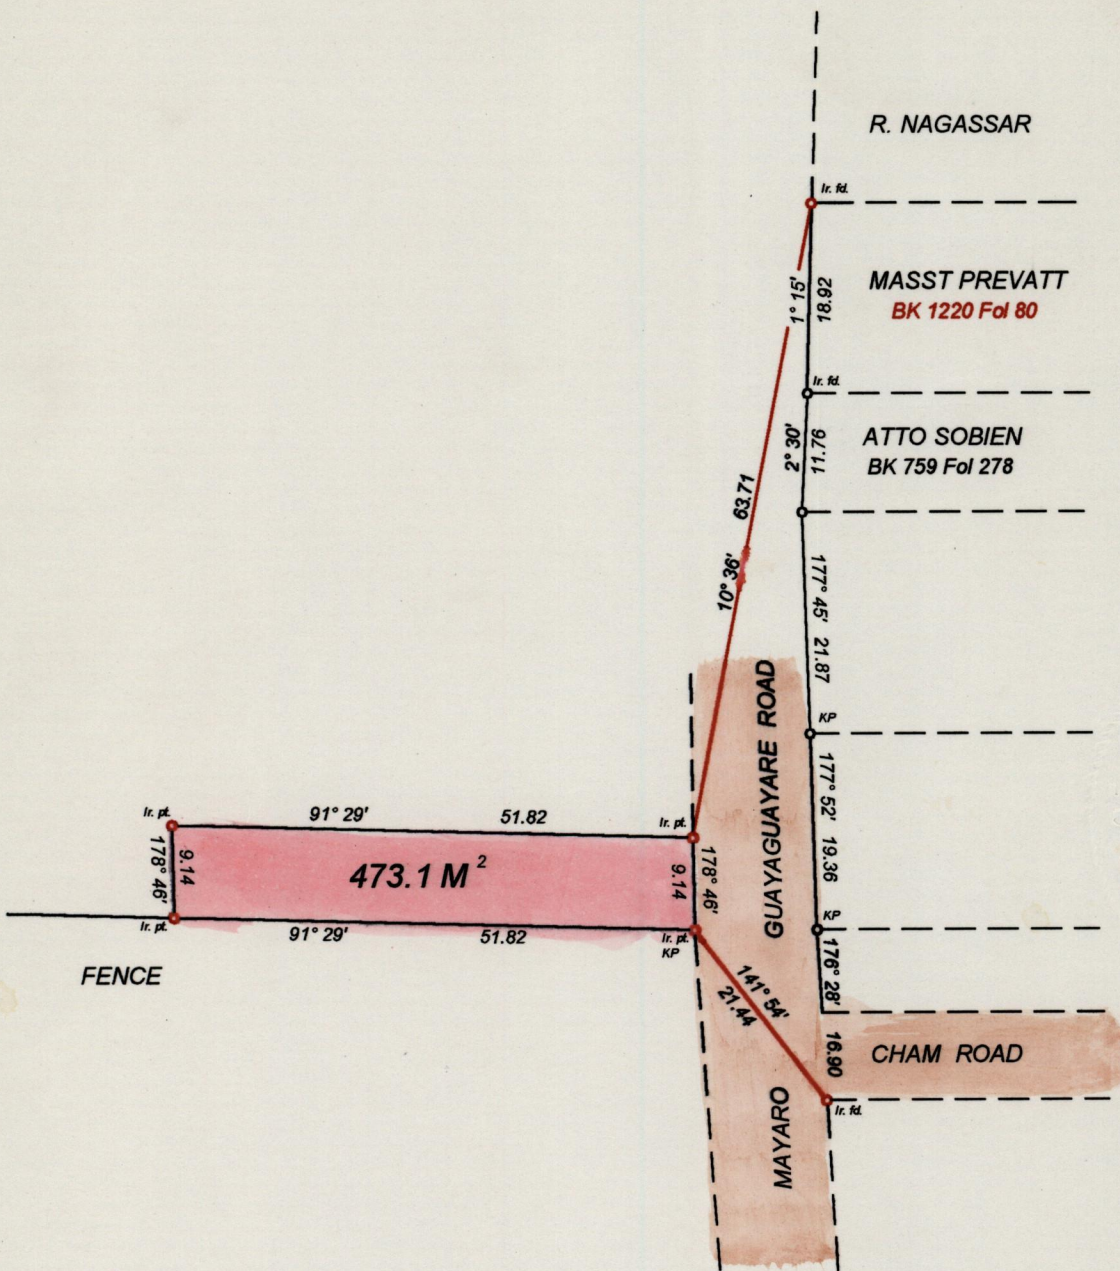 R. NAGASSAR
Ir. fd.
1° 15'
18.92
MASST PREVATT
BK 1220 Fol 80
Ir. fd.
2° 30'
11.76
ATTO SOBIEN
BK 759 Fol 278
63.71
10° 36'
177° 45' 21.87
KP
177° 52' 19.36
KP
176° 28'
16.90
GUAYAGUAYARE ROAD
MAYARO
CHAM ROAD
Ir. fd.
Ir. pt.
91° 29' 51.82
Ir. pt.
178° 46'
9.14
473.1 M²
9.14
178° 46'
Ir. pt.
91° 29' 51.82
Ir. pt.
KP
141° 54'
21.44
FENCE